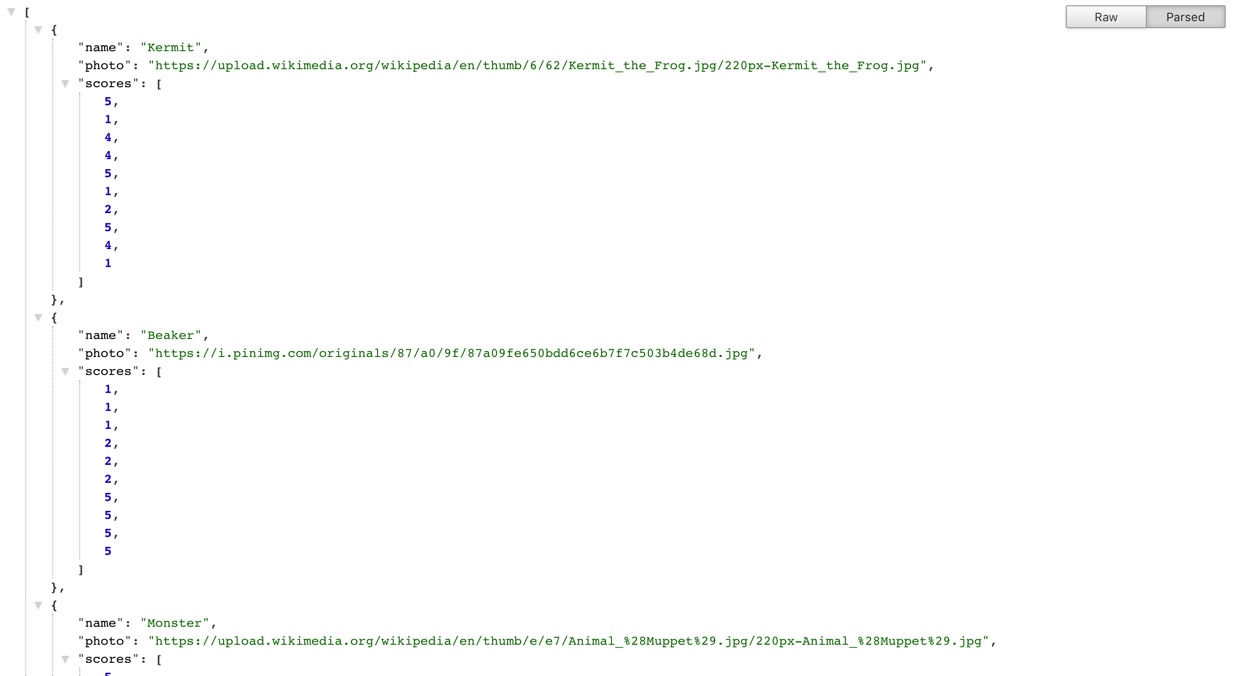 [
{
"name": "Kermit",
"photo": "https://upload.wikimedia.org/wikipedia/en/thumb/6/62/Kermit_the_Frog.jpg/220px-Kermit_the_Frog.jpg",
"scores": [
5,
1,
4,
4,
5,
1,
2,
5,
4,
1
]
},
{
"name": "Beaker",
"photo": "https://i.pinimg.com/originals/87/a0/9f/87a09fe650bdd6ce6b7f7c503b4de68d.jpg",
"scores": [
1,
1,
1,
2,
2,
2,
5,
5,
5,
5
]
},
{
"name": "Monster",
"photo": "https://upload.wikimedia.org/wikipedia/en/thumb/e/e7/Animal_%28Muppet%29.jpg/220px-Animal_%28Muppet%29.jpg",
"scores": [
Raw Parsed